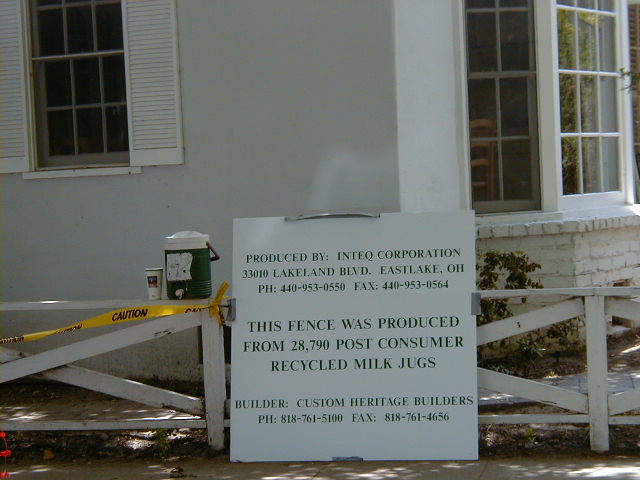 PRODUCED BY: INTEQ CORPORATION
33010 LAKELAND BLVD. EASTLAKE, OH
PH: 440-953-0550 FAX: 440-953-0564
THIS FENCE WAS PRODUCED
FROM 28,790 POST CONSUMER
RECYCLED MILK JUGS
BUILDER: CUSTOM HERITAGE BUILDERS
PH: 818-761-5100 FAX: 818-761-4656
CAUTION